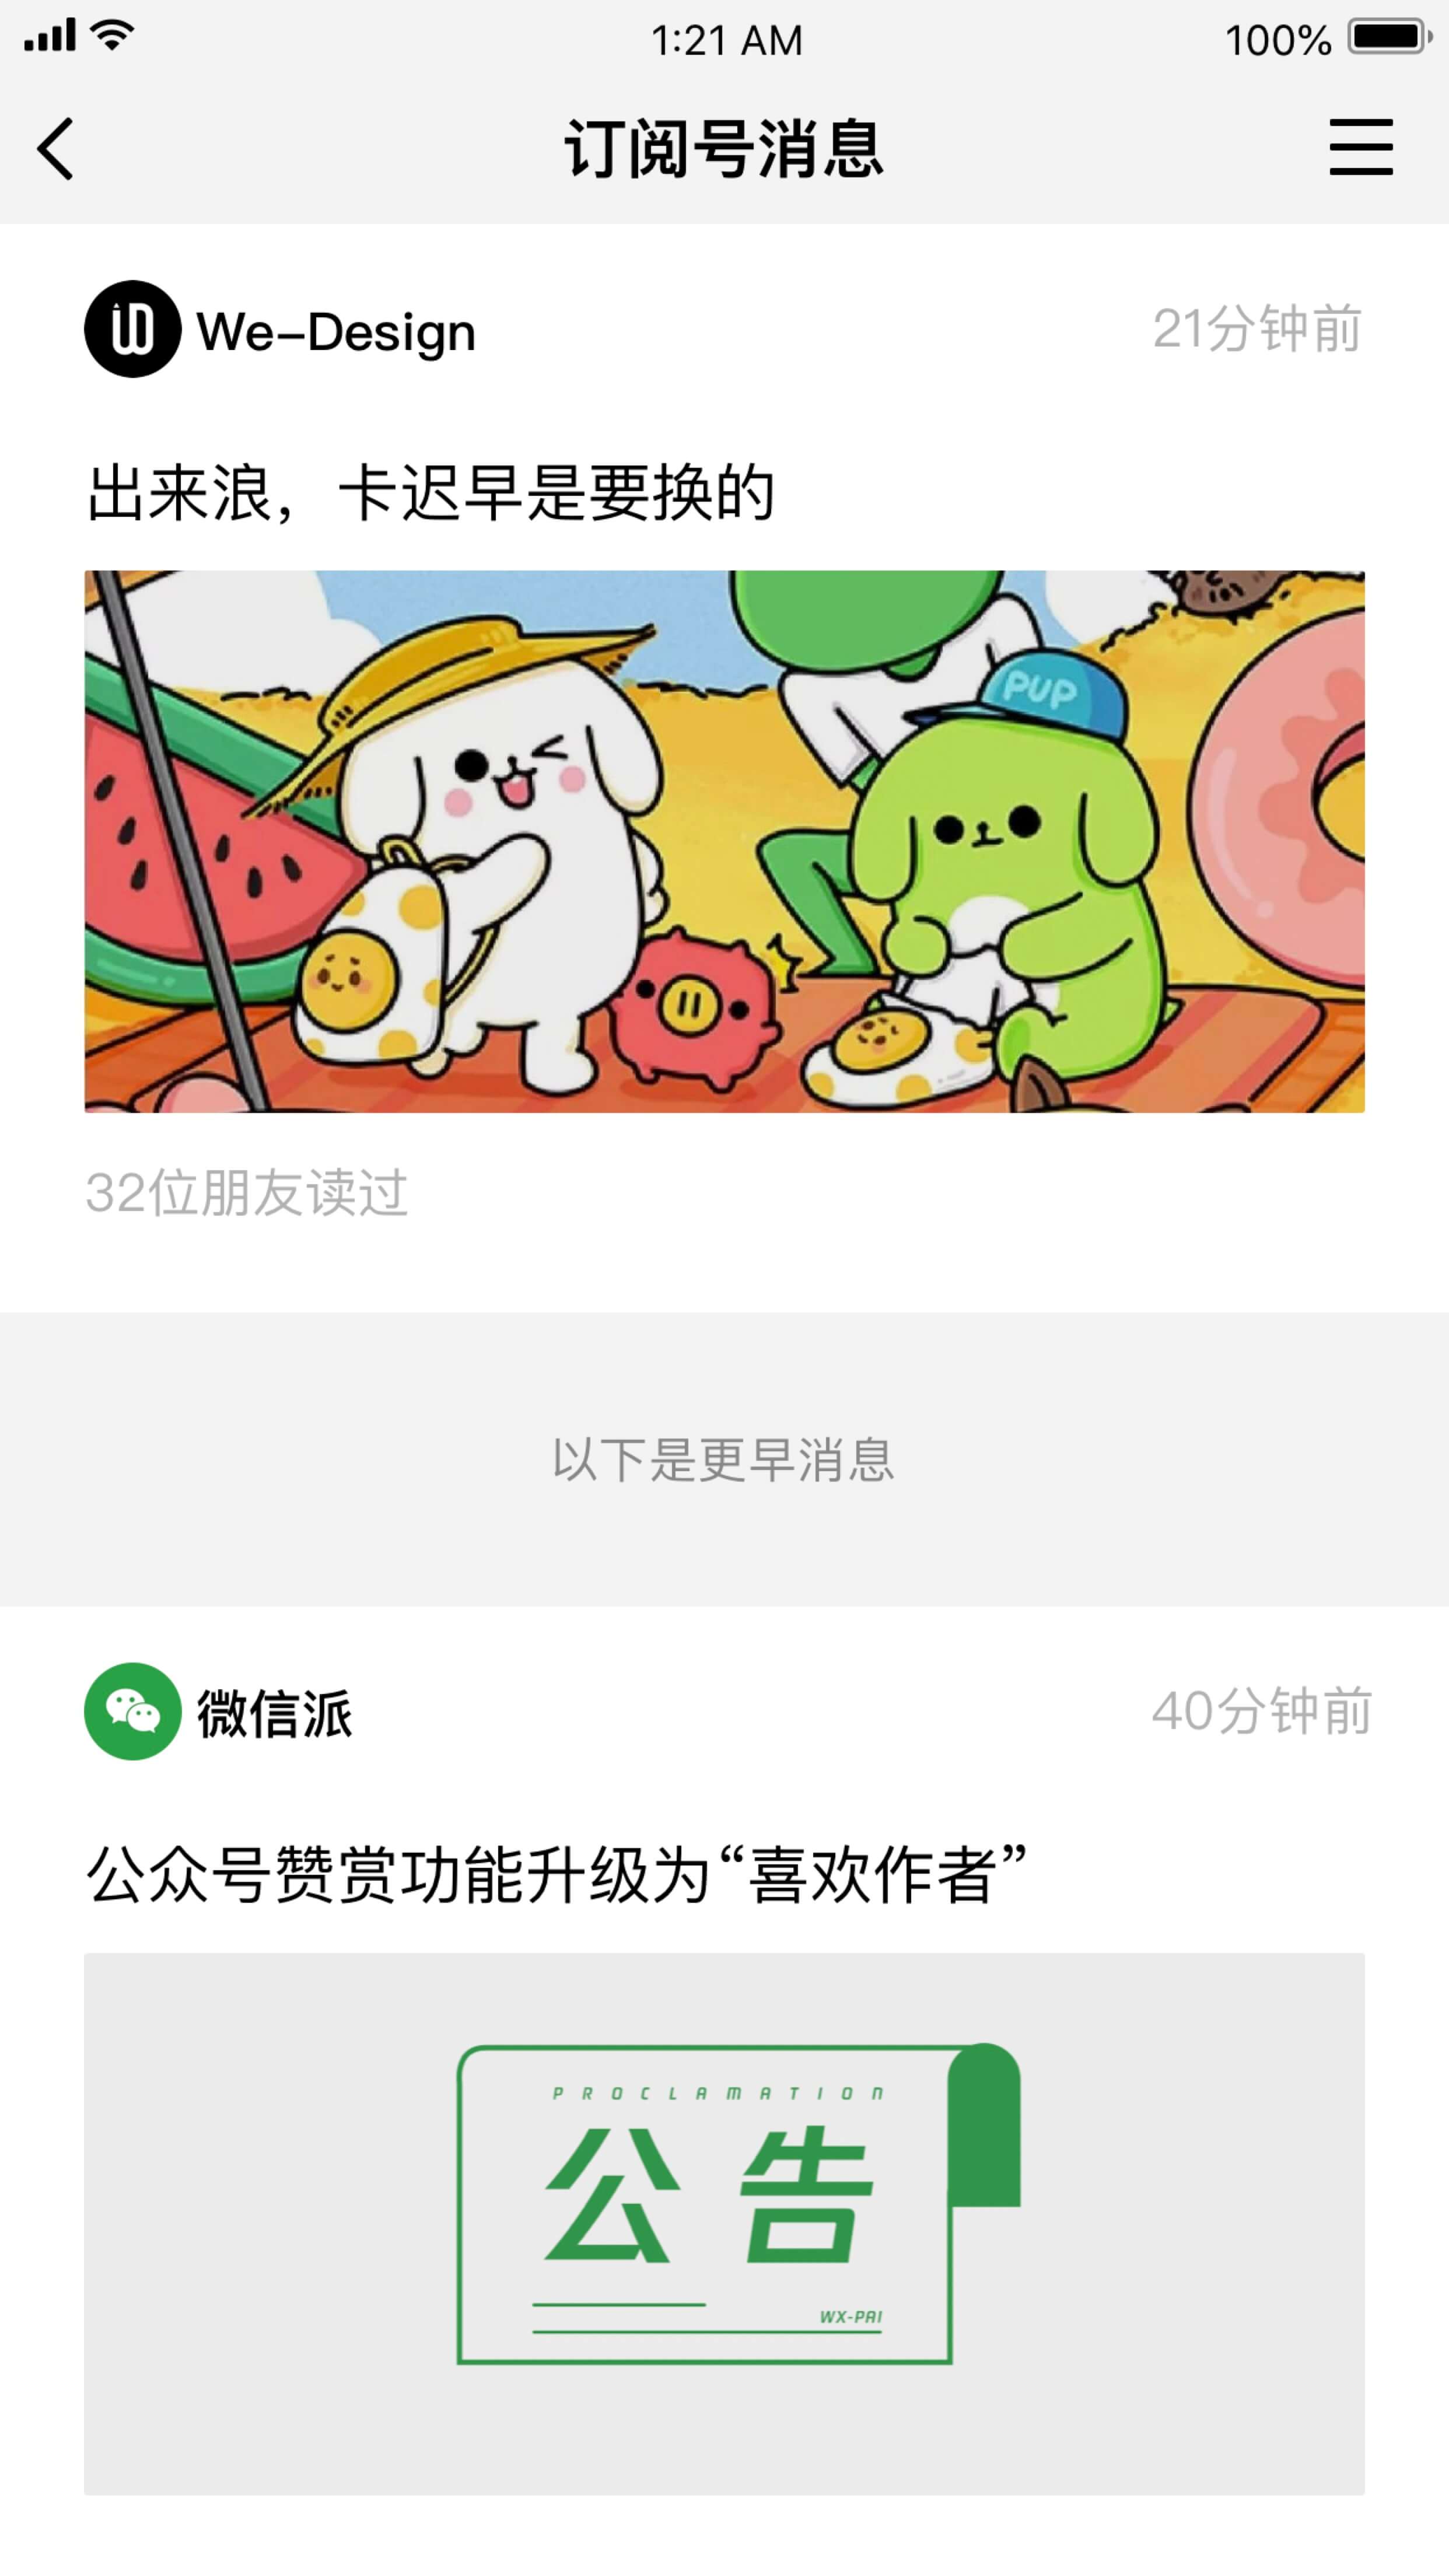 1:21 AM
100%
订阅号消息
We-Design
21分钟前
出来浪，卡迟早是要换的
PUP
32位朋友读过
以下是更早消息
微信派
40分钟前
公众号赞赏功能升级为“喜欢作者”
PROCLAMATION
公告
WX-PAI